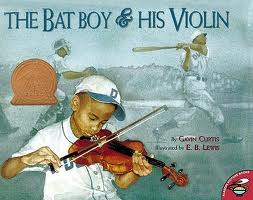 THE BAT BOY & HIS VIOLIN
By GAVIN CURTIS
Illustrated by E. B. LEWIS
D